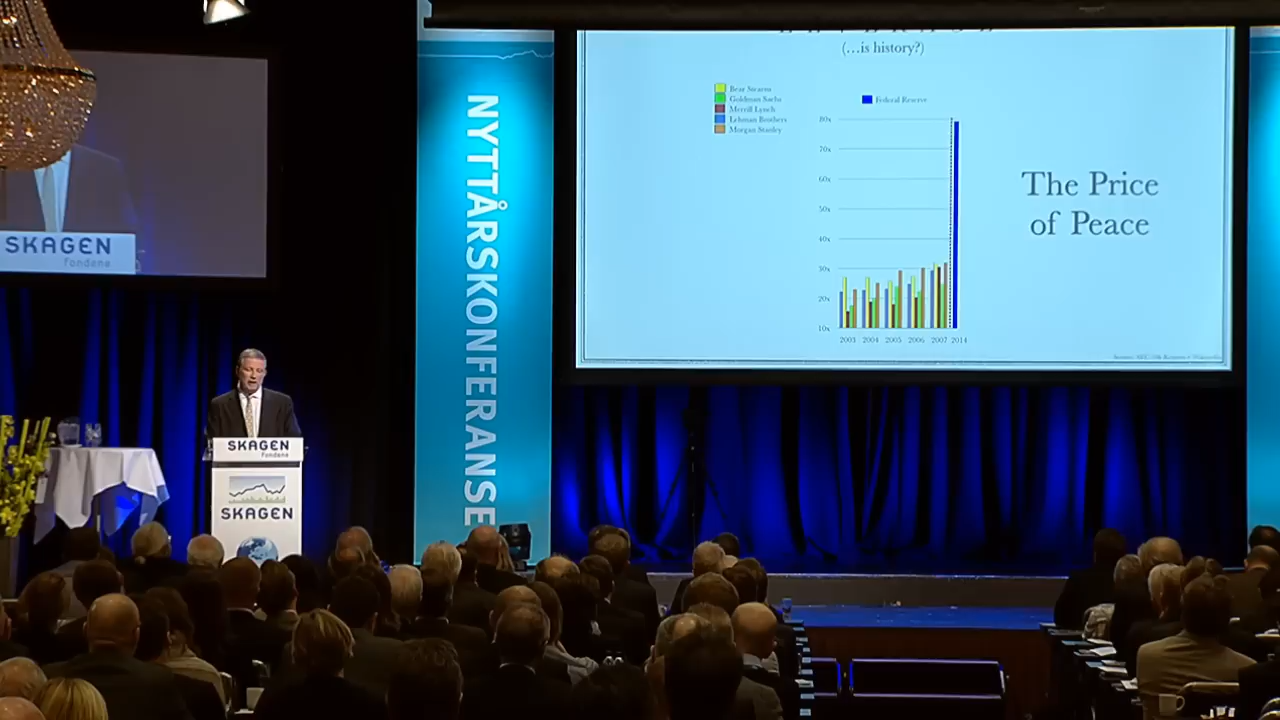 SKAGEN
fondene
NYTTÅRSKONFERANSE
(…is history?)
Bear Stearns
Goldman Sachs
Merrill Lynch
Lehman Brothers
Morgan Stanley
Federal Reserve
80x
70x
60x
50x
40x
30x
20x
10x
2003 2004 2005 2006 2007 2014
The Price
of Peace
SKAGEN
fondene
SKAGEN